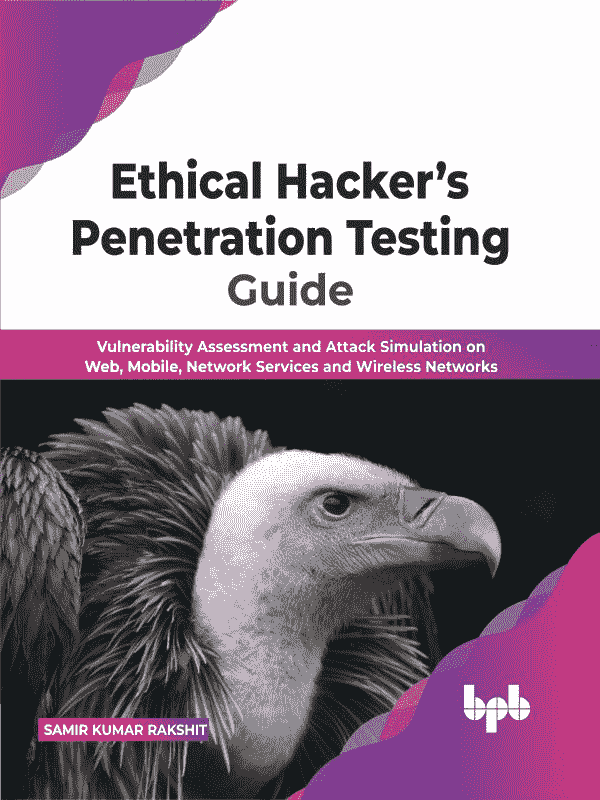 Ethical Hacker’s
Penetration Testing
Guide
Vulnerability Assessment and Attack Simulation on
Web, Mobile, Network Services and Wireless Networks
SAMIR KUMAR RAKSHIT
bpb